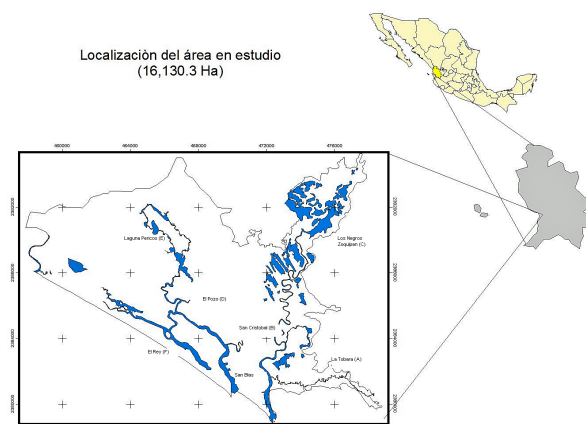 Localizaciòn del área en estudio
(16,130.3 Ha)
460000
464000
468000
472000
476000
Los Negros
Zoquipan (C)
Laguna Pericos (E)
El Pozo (D)
San Cristobal (B)
El Rey (F)
San Blas
La Tobara (A)